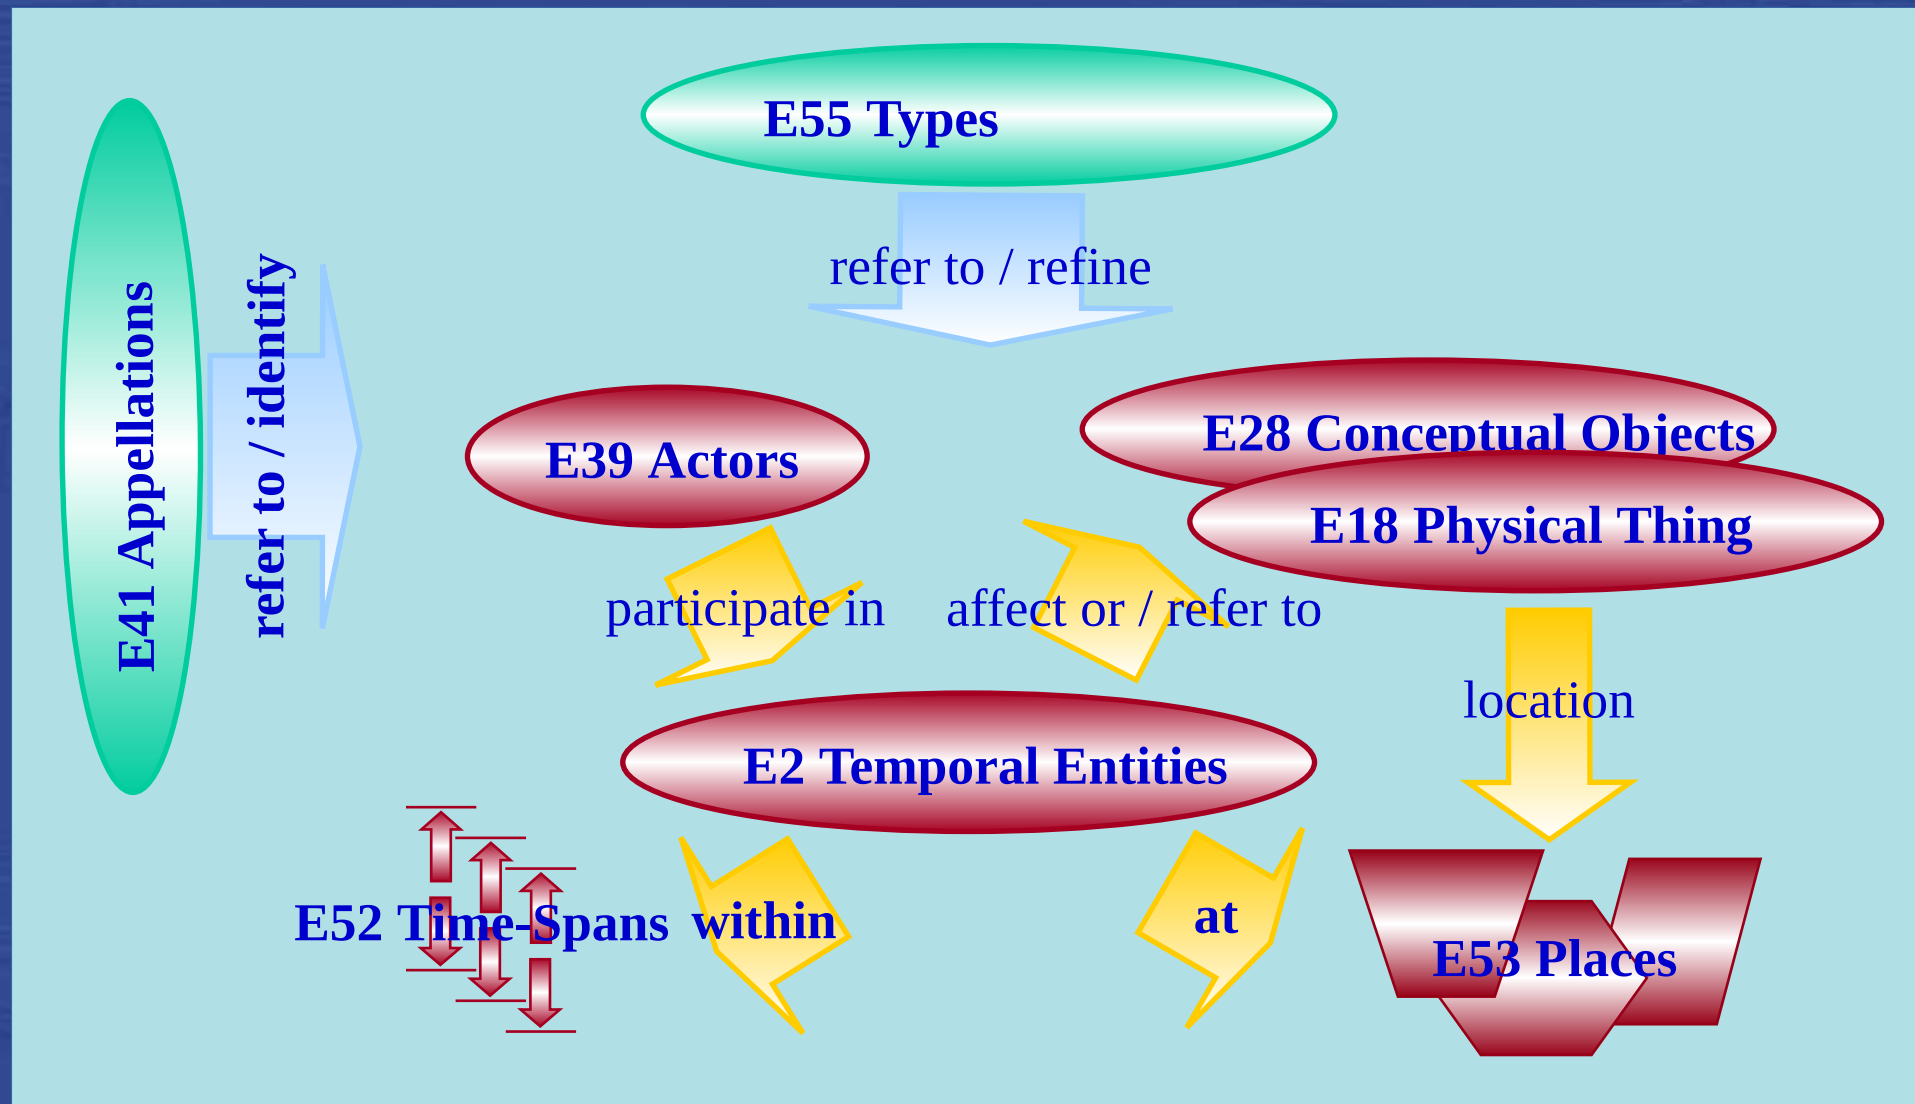 E55 Types
refer to / refine
E41 Appellations
refer to / identify
E39 Actors
E28 Conceptual Objects
E18 Physical Thing
participate in
affect or / refer to
location
E2 Temporal Entities
E52 Time-Spans
within
at
E53 Places